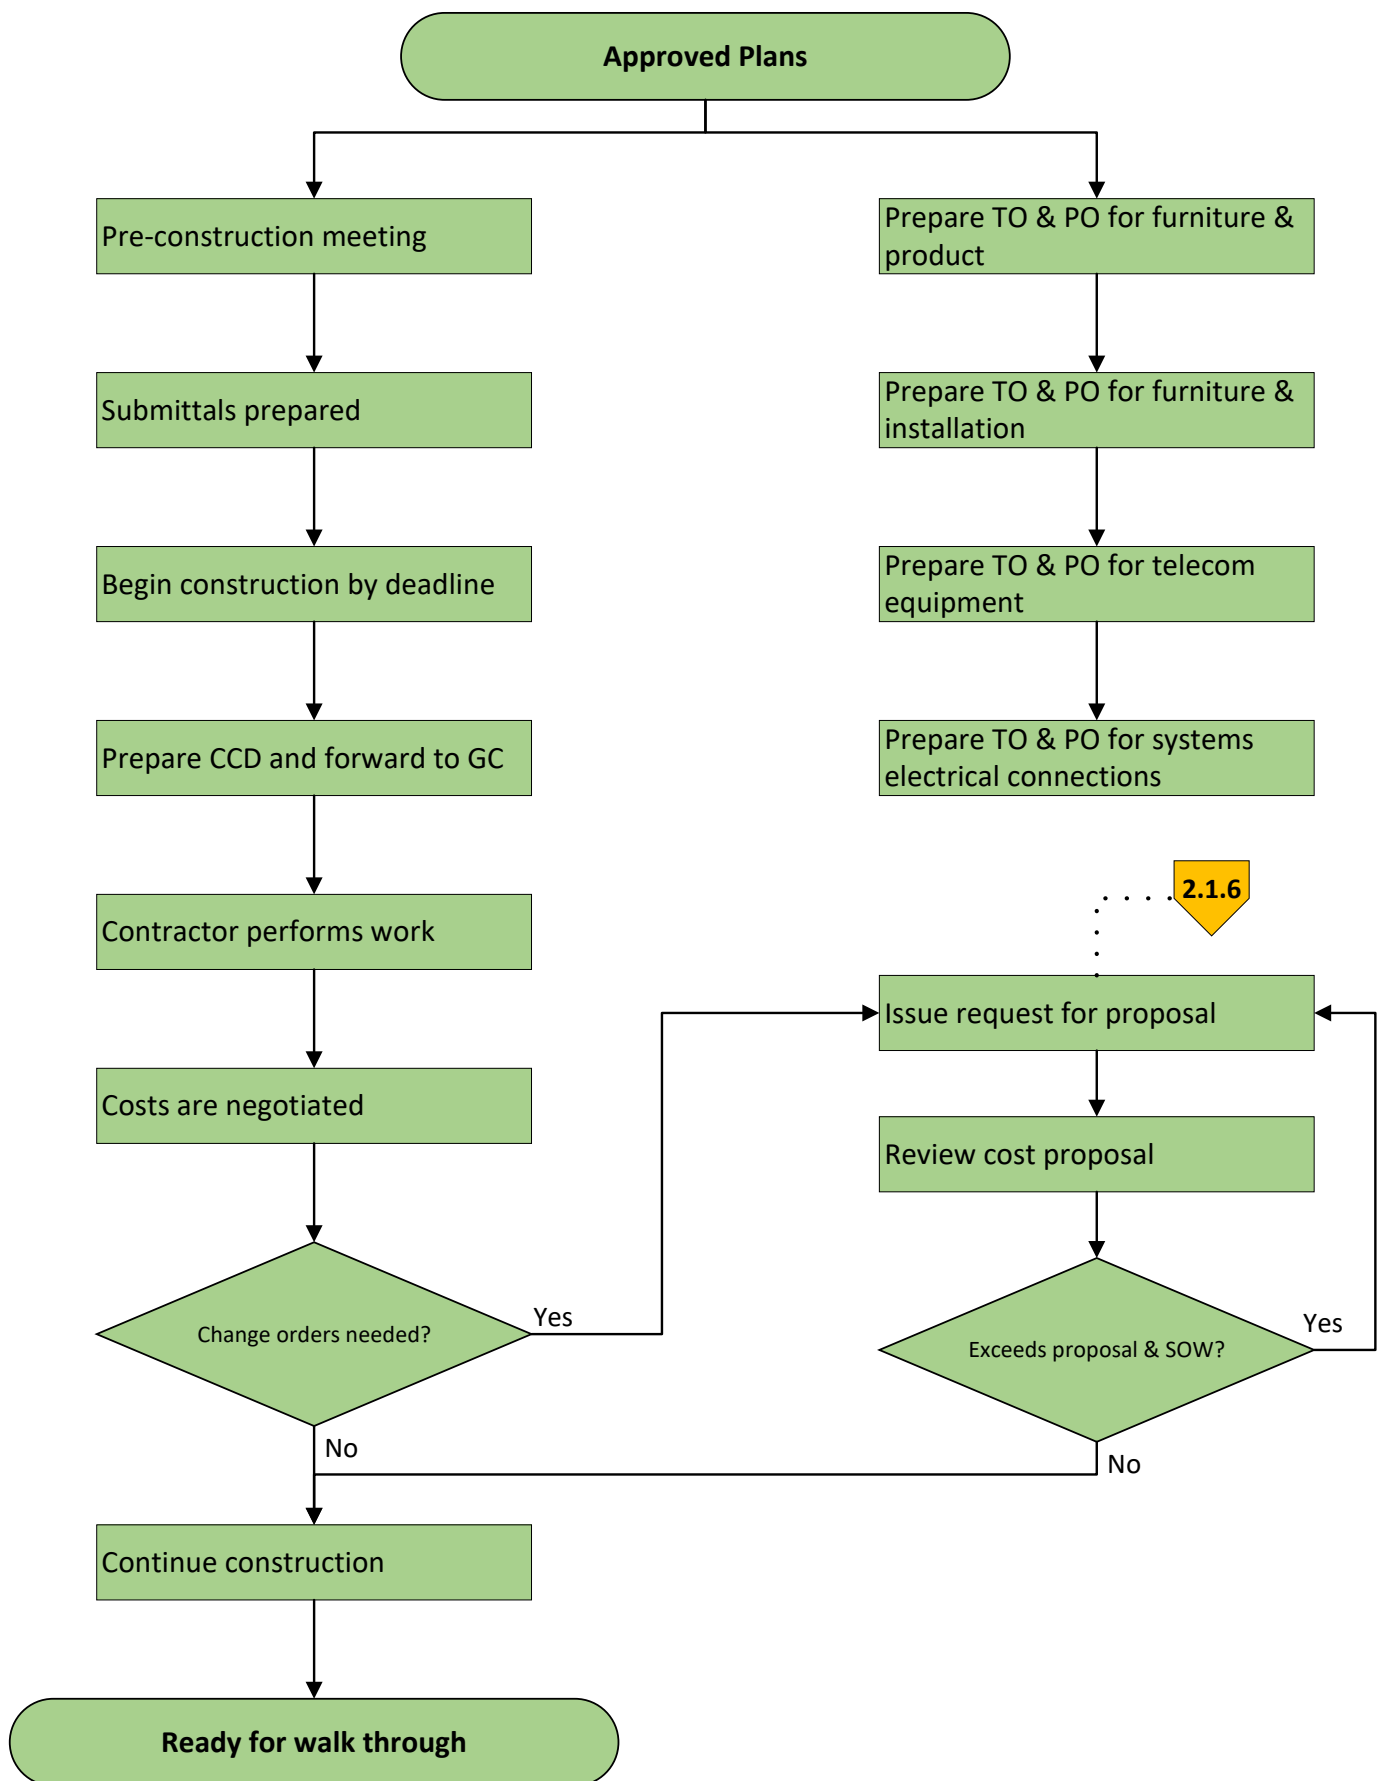 Approved Plans
Pre-construction meeting
Submittals prepared
Begin construction by deadline
Prepare CCD and forward to GC
Contractor performs work
Costs are negotiated
Change orders needed?
Yes
No
Continue construction
Ready for walk through
Prepare TO & PO for furniture &
product
Prepare TO & PO for furniture &
installation
Prepare TO & PO for telecom
equipment
Prepare TO & PO for systems
electrical connections
2.1.6
Issue request for proposal
Review cost proposal
Exceeds proposal & SOW?
Yes
No